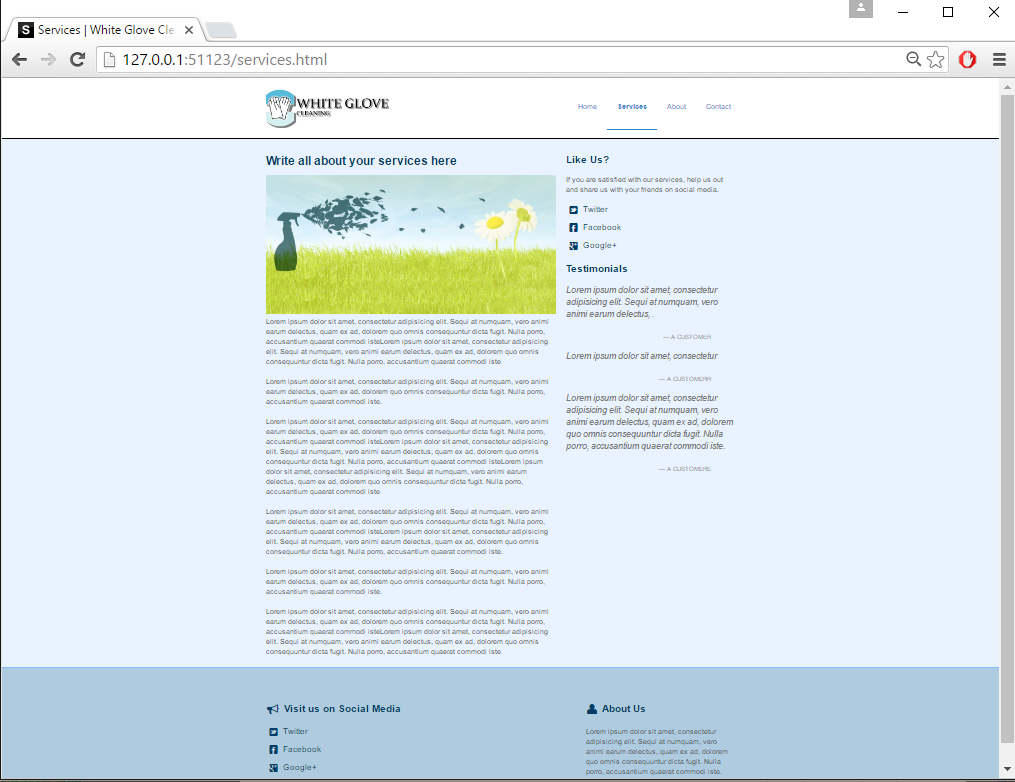 Services | White Glove Cle
127.0.0.1:51123/services.html
WHITE GLOVE
CLEANING
Home Services About Contact
Write all about your services here
Lorem ipsum dolor sit amet, consectetur adipisicing elit. Sequi at numquam, vero animi
earum delectus, quam ex ad, dolorem quo omnis consequuntur dicta fugit. Nulla porro,
accusantium quaerat commodi isteLorem ipsum dolor sit amet, consectetur adipisicing
elit. Sequi at numquam, vero animi earum delectus, quam ex ad, dolorem quo omnis
consequuntur dicta fugit. Nulla porro, accusantium quaerat commodi iste
Lorem ipsum dolor sit amet, consectetur adipisicing elit. Sequi at numquam, vero animi
earum delectus, quam ex ad, dolorem quo omnis consequuntur dicta fugit. Nulla porro,
accusantium quaerat commodi iste.
Lorem ipsum dolor sit amet, consectetur adipisicing elit. Sequi at numquam, vero animi
earum delectus, quam ex ad, dolorem quo omnis consequuntur dicta fugit. Nulla porro,
accusantium quaerat commodi isteLorem ipsum dolor sit amet, consectetur adipisicing
elit. Sequi at numquam, vero animi earum delectus, quam ex ad, dolorem quo omnis
consequuntur dicta fugit. Nulla porro, accusantium quaerat commodi isteLorem ipsum
dolor sit amet, consectetur adipisicing elit. Sequi at numquam, vero animi earum
delectus, quam ex ad, dolorem quo omnis consequuntur dicta fugit. Nulla porro,
accusantium quaerat commodi iste
Lorem ipsum dolor sit amet, consectetur adipisicing elit. Sequi at numquam, vero animi
earum delectus, quam ex ad, dolorem quo omnis consequuntur dicta fugit. Nulla porro,
accusantium quaerat commodi isteLorem ipsum dolor sit amet, consectetur adipisicing
elit. Sequi at numquam, vero animi earum delectus, quam ex ad, dolorem quo omnis
consequuntur dicta fugit. Nulla porro, accusantium quaerat commodi iste.
Lorem ipsum dolor sit amet, consectetur adipisicing elit. Sequi at numquam, vero animi
earum delectus, quam ex ad, dolorem quo omnis consequuntur dicta fugit. Nulla porro,
accusantium quaerat commodi iste.
Lorem ipsum dolor sit amet, consectetur adipisicing elit. Sequi at numquam, vero animi
earum delectus, quam ex ad, dolorem quo omnis consequuntur dicta fugit. Nulla porro,
accusantium quaerat commodi isteLorem ipsum dolor sit amet, consectetur adipisicing
elit. Sequi at numquam, vero animi earum delectus, quam ex ad, dolorem quo omnis
consequuntur dicta fugit. Nulla porro, accusantium quaerat commodi iste
Like Us?
If you are satisfied with our services, help us out
and share us with your friends on social media.
Twitter
Facebook
Google+
Testimonials
Lorem ipsum dolor sit amet, consectetur
adipisicing elit. Sequi at numquam, vero
animi earum delectus, .
— A CUSTOMER
Lorem ipsum dolor sit amet, consectetur
— A CUSTOMERR
Lorem ipsum dolor sit amet, consectetur
adipisicing elit. Sequi at numquam, vero
animi earum delectus, quam ex ad, dolorem
quo omnis consequuntur dicta fugit. Nulla
porro, accusantium quaerat commodi iste.
— A CUSTOMERE
Visit us on Social Media
Twitter
Facebook
Google+
About Us
Lorem ipsum dolor sit amet, consectetur
adipisicing elit. Sequi at numquam, vero
animi earum delectus, quam ex ad, dolorem
quo omnis consequuntur dicta fugit. Nulla
porro, accusantium quaerat commodi iste.